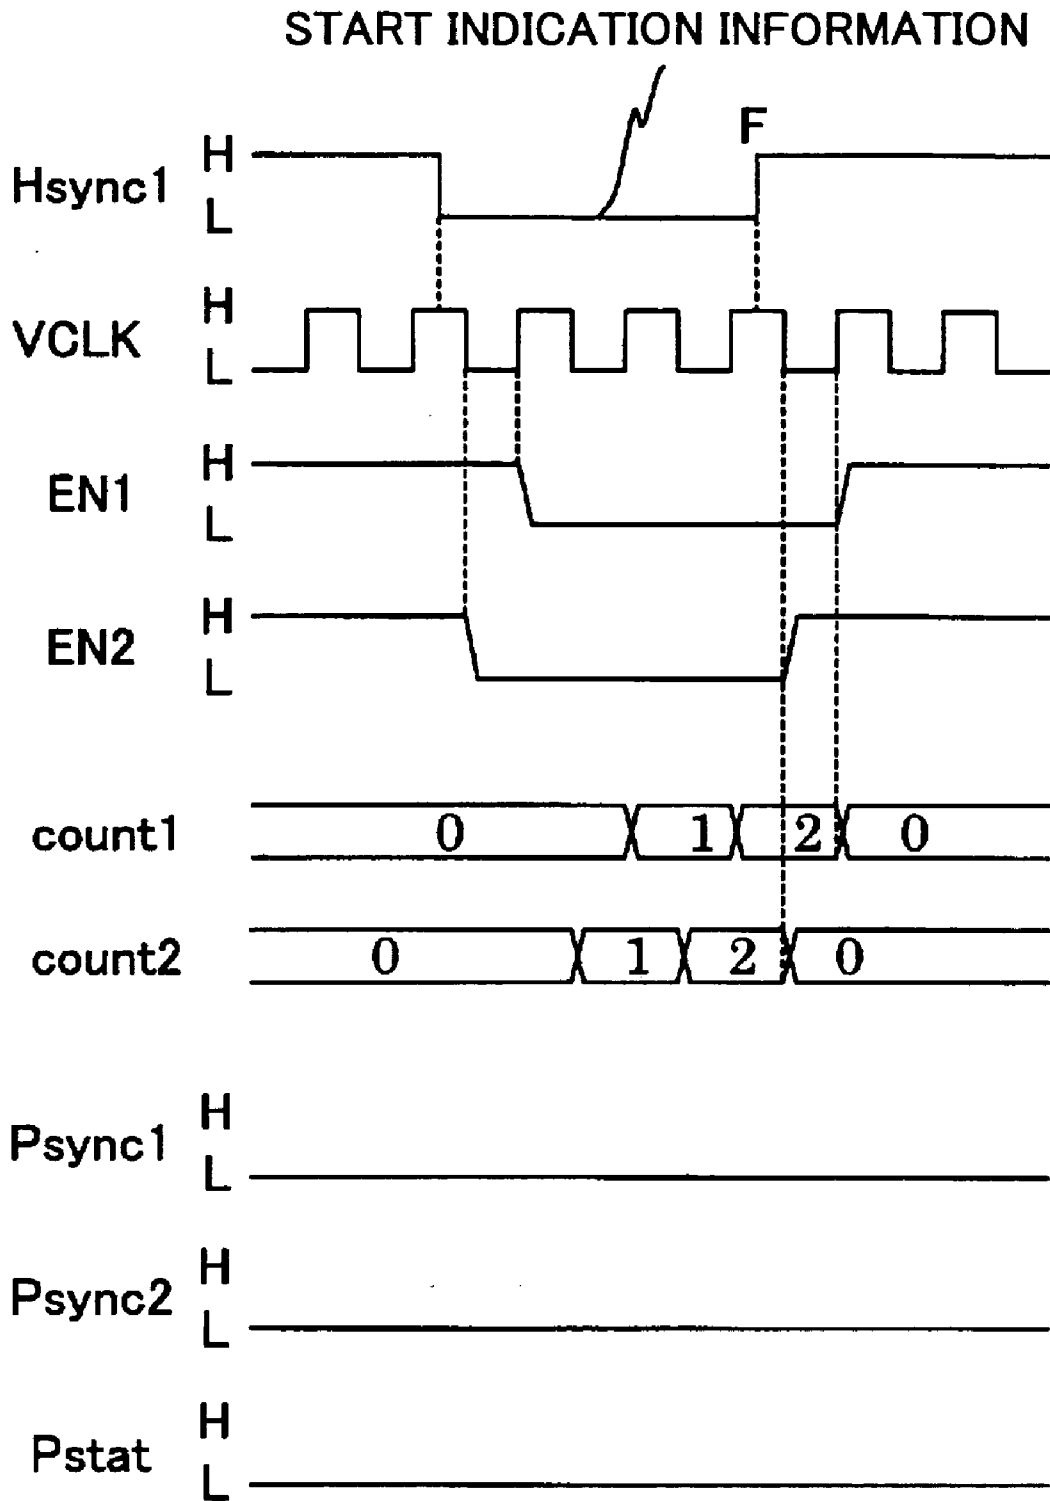 START INDICATION INFORMATION
F
Hsync1 H
L
VCLK H
L
EN1 H
L
EN2 H
L
count1 0 1 2 0
count2 0 1 2 0
Psync1 H
L
Psync2 H
L
Pstat H
L